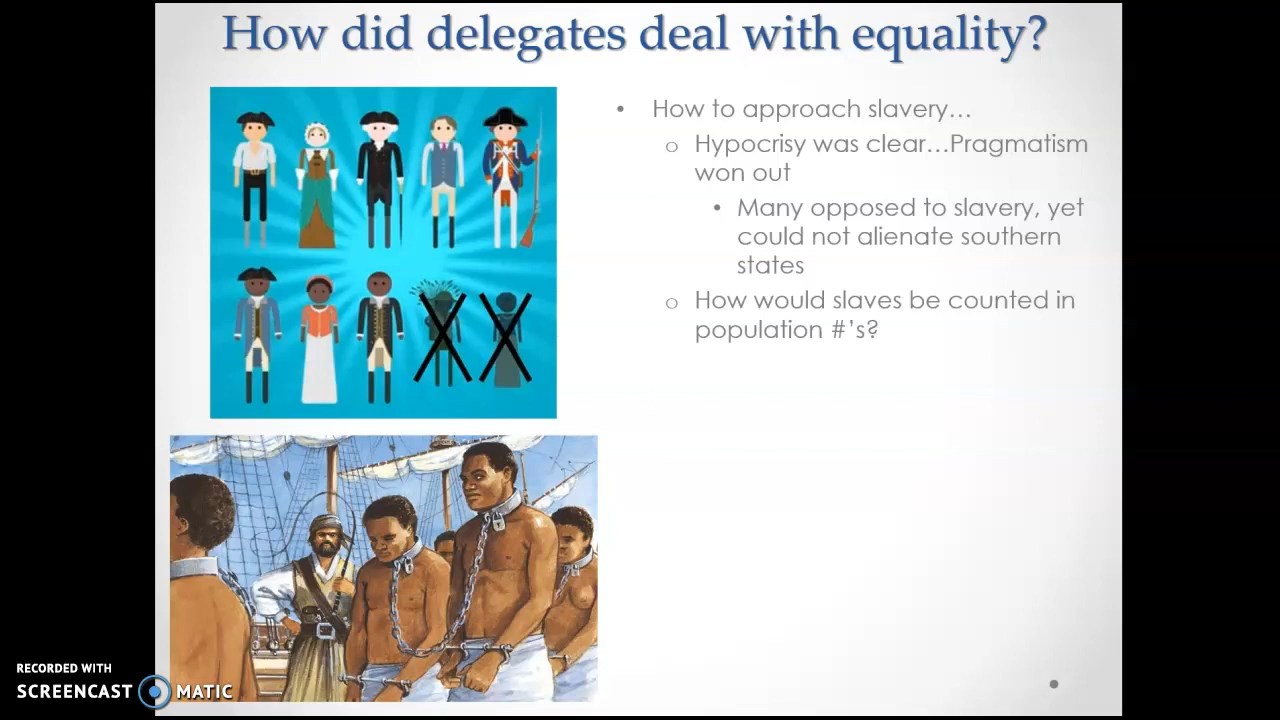 How did delegates deal with equality?
• How to approach slavery...
o Hypocrisy was clear...Pragmatism
won out
• Many opposed to slavery, yet
could not alienate southern
states
o How would slaves be counted in
population #'s?
RECORDED WITH
SCREENCAST MATIC